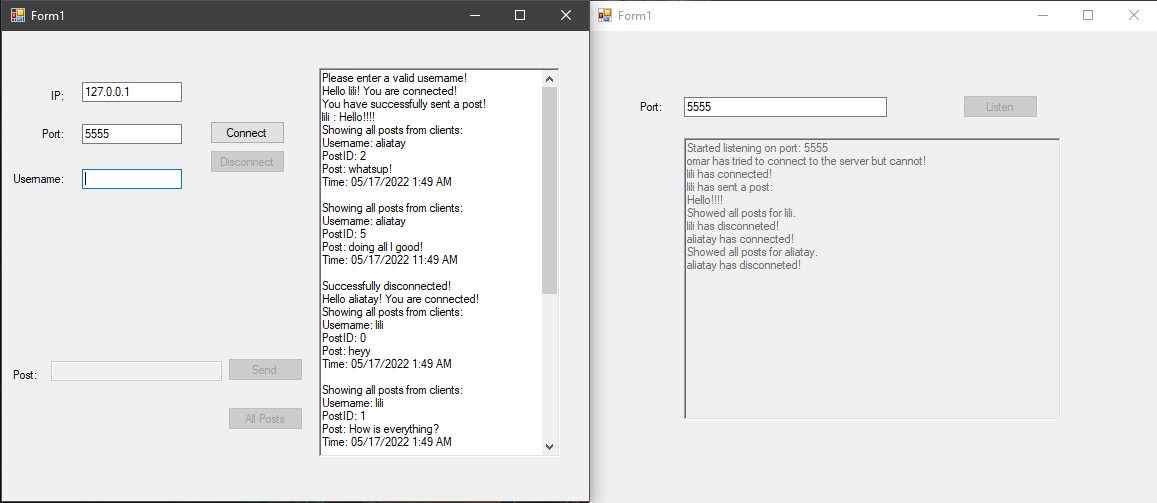 Form1
IP:
127.0.0.1
Port:
5555
Connect
Disconnect
Username:
Please enter a valid username!
Hello lili! You are connected!
You have successfully sent a post!
lili : Hello!!!!
Showing all posts from clients:
Username: aliatay
PostID: 2
Post: whatsup!
Time: 05/17/2022 1:49 AM
Showing all posts from clients:
Username: aliatay
PostID: 5
Post: doing all I good!
Time: 05/17/2022 11:49 AM
Successfully disconnected!
Hello aliatay! You are connected!
Showing all posts from clients:
Username: lili
PostID: 0
Post: heyy
Time: 05/17/2022 1:49 AM
Showing all posts from clients:
Username: lili
PostID: 1
Post: How is everything?
Time: 05/17/2022 1:49 AM
Post:
Send
All Posts
Form1
Port:
5555
Listen
Started listening on port: 5555
omar has tried to connect to the server but cannot!
lili has connected!
lili has sent a post:
Hello!!!!
Showed all posts for lili.
lili has disconneted!
aliatay has connected!
Showed all posts for aliatay.
aliatay has disconneted!